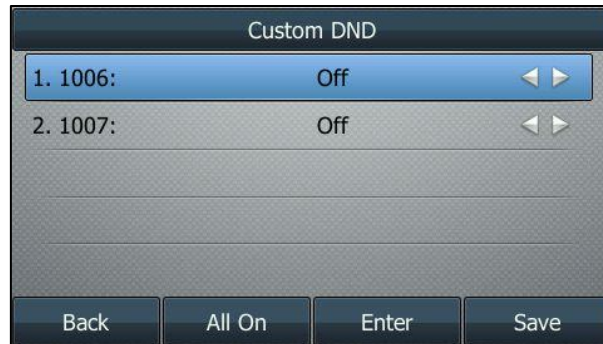 Custom DND
1. 1006: Off
2. 1007: Off
Back All On Enter Save